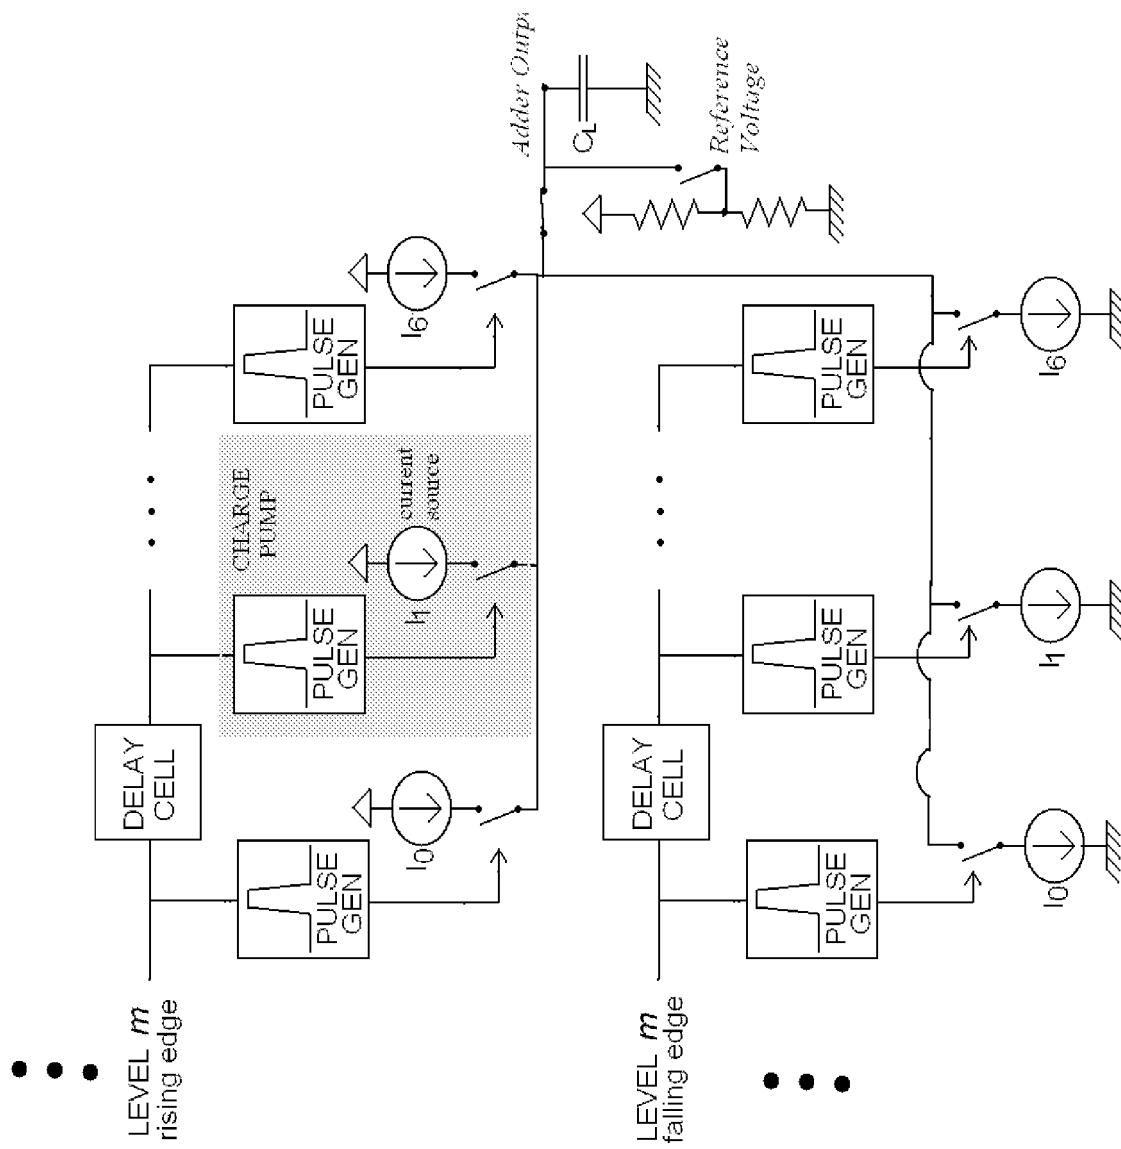 LEVEL m
rising edge
DELAY
CELL
PULSE
GEN
I0
CHARGE
PUMP
PULSE
GEN
I1
current
source
PULSE
GEN
I6
Adder Outp
CL
Reference
Voltage
LEVEL m
falling edge
DELAY
CELL
PULSE
GEN
I0
PULSE
GEN
I1
PULSE
GEN
I6